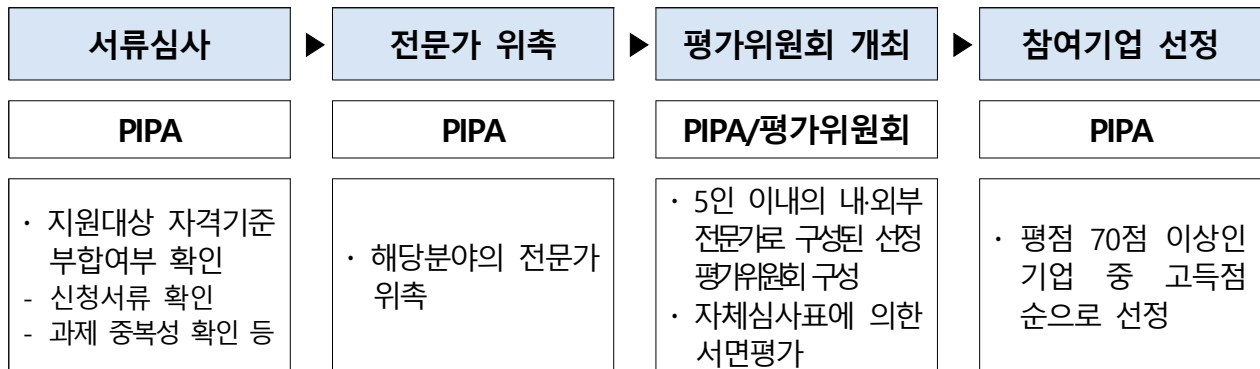 서류심사 ▶ 전문가 위촉 ▶ 평가위원회 개최 ▶ 참여기업 선정
PIPA PIPA PIPA/평가위원회 PIPA
· 지원대상 자격기준
부합여부 확인
- 신청서류 확인
- 과제 중복성 확인 등
· 해당분야의 전문가
위촉
· 5인 이내의 내·외부
전문가로 구성된 선정
평가위원회 구성
· 자체심사표에 의한
서면평가
· 평점 70점 이상인
기업 중 고득점
순으로 선정